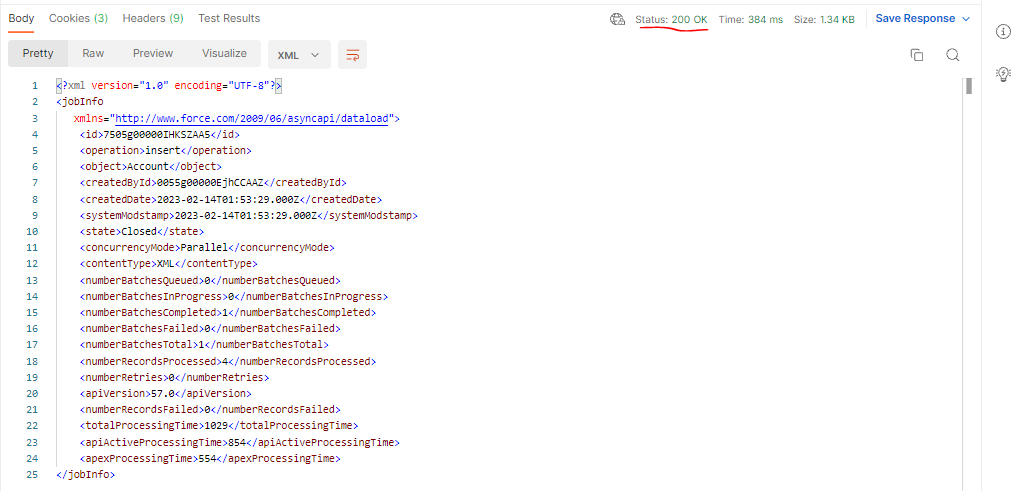 Body Cookies (3) Headers (9) Test Results Status: 200 OK Time: 384 ms Size: 1.34 KB Save Response
Pretty Raw Preview Visualize XML
1 <?xml version="1.0" encoding="UTF-8"?>
2 <jobInfo
3 xmlns="http://www.force.com/2009/06/asyncapi/dataload">
4 <id>7505g00000IHKSZAA5</id>
5 <operation>insert</operation>
6 <object>Account</object>
7 <createdById>0055g00000EjhCCAAZ</createdById>
8 <createdDate>2023-02-14T01:53:29.000Z</createdDate>
9 <systemModstamp>2023-02-14T01:53:29.000Z</systemModstamp>
10 <state>Closed</state>
11 <concurrencyMode>Parallel</concurrencyMode>
12 <contentType>XML</contentType>
13 <numberBatchesQueued>0</numberBatchesQueued>
14 <numberBatchesInProgress>0</numberBatchesInProgress>
15 <numberBatchesCompleted>1</numberBatchesCompleted>
16 <numberBatchesFailed>0</numberBatchesFailed>
17 <numberBatchesTotal>1</numberBatchesTotal>
18 <numberRecordsProcessed>4</numberRecordsProcessed>
19 <numberRetries>0</numberRetries>
20 <apiVersion>57.0</apiVersion>
21 <numberRecordsFailed>0</numberRecordsFailed>
22 <totalProcessingTime>1029</totalProcessingTime>
23 <apiActiveProcessingTime>854</apiActiveProcessingTime>
24 <apexProcessingTime>554</apexProcessingTime>
25 </jobInfo>